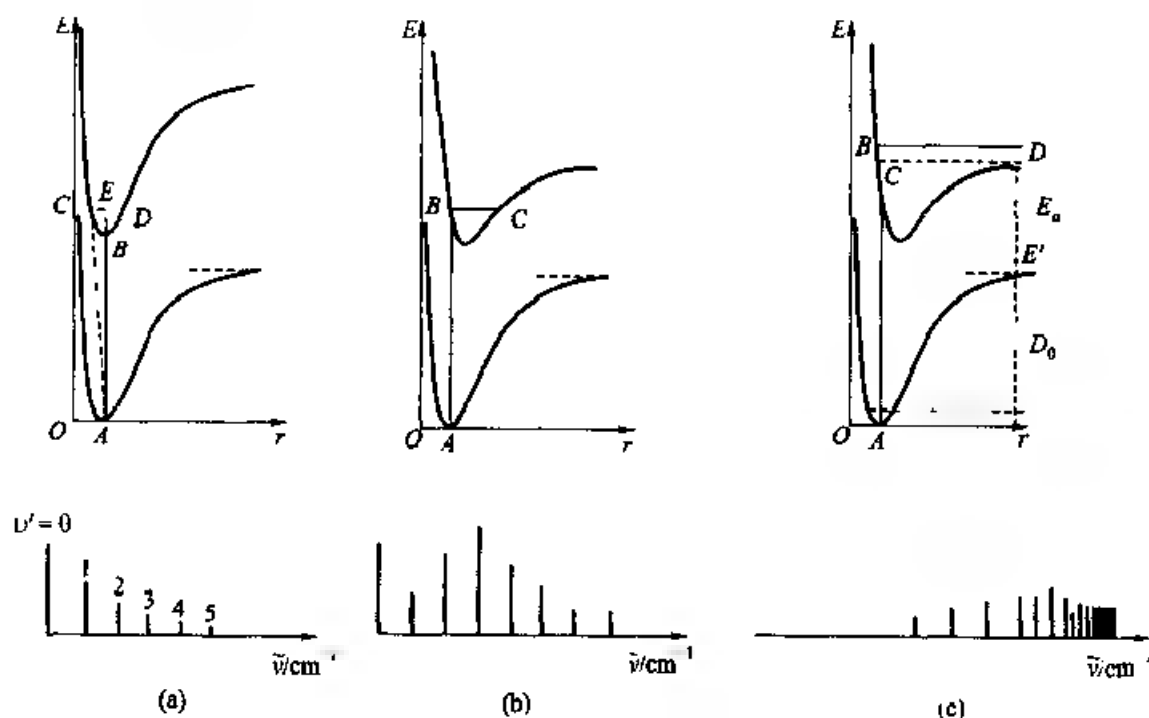 E
C
E
D
B
O
A
r
E
B
C
O
A
r
E
B
D
C
E_a
E'
D_0
O
A
r
υ' = 0
1
2
3
4
5
ṽ/cm⁻
(a)
ṽ/cm⁻¹
(b)
ṽ/cm⁻
(c)